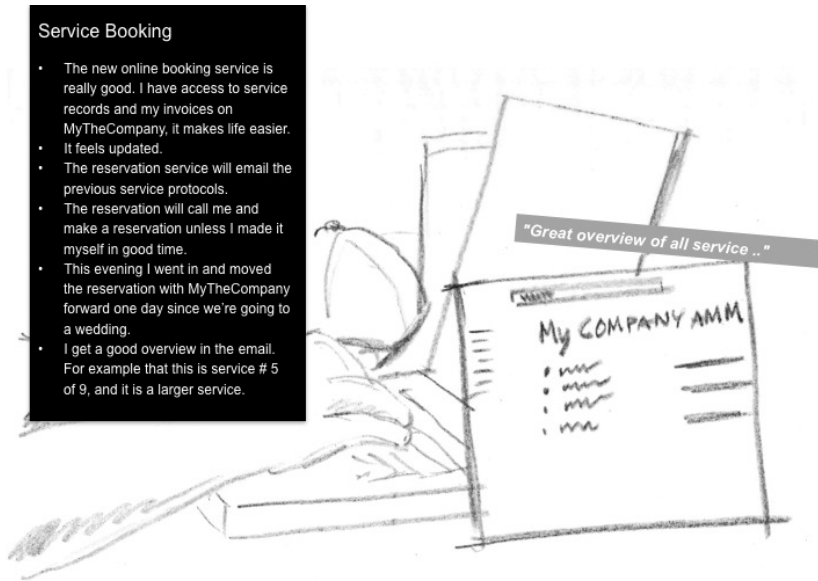 Service Booking
• The new online booking service is
really good. I have access to service
records and my invoices on
MyTheCompany, it makes life easier.
• It feels updated.
• The reservation service will email the
previous service protocols.
• The reservation will call me and
make a reservation unless I made it
myself in good time.
• This evening I went in and moved
the reservation with MyTheCompany
forward one day since we're going to
a wedding.
• I get a good overview in the email.
For example that this is service # 5
of 9, and it is a larger service.
"Great overview of all service .."
My COMPANY AMM